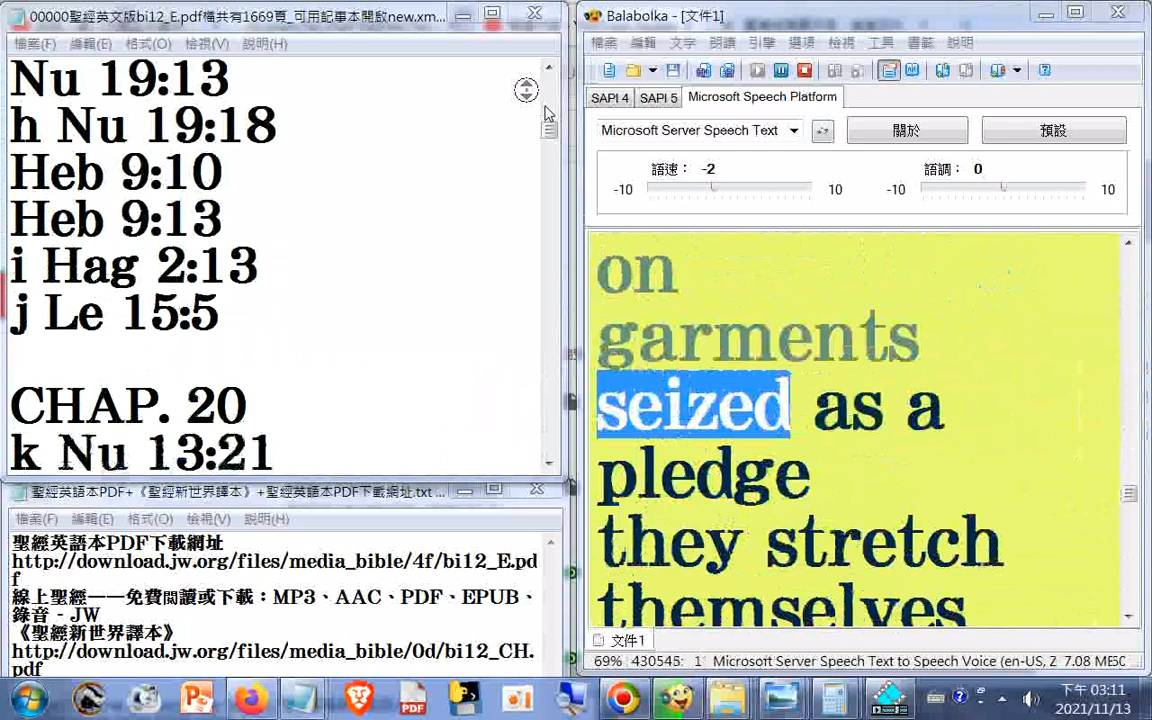 00000聖經英文版bi12_E.pdf檔共有1669頁_可用記事本開啟new.xm...
檔案(F) 編輯(E) 格式(O) 檢視(V) 說明(H)
Nu 19:13
h Nu 19:18
Heb 9:10
Heb 9:13
i Hag 2:13
j Le 15:5
CHAP. 20
k Nu 13:21
聖經英語本PDF+《聖經新世界譯本》+聖經英語本PDF下載網址.txt ...
檔案(F) 編輯(E) 格式(O) 檢視(V) 說明(H)
聖經英語本PDF下載網址
http://download.jw.org/files/media_bible/4f/bi12_E.pd
f
線上聖經——免費閱讀或下載：MP3、AAC、PDF、EPUB、
錄音 - JW
《聖經新世界譯本》
http://download.jw.org/files/media_bible/0d/bi12_CH.
pdf
Balabolka - [文件1]
檔案 編輯 文字 朗讀 引擎 選項 檢視 工具 書籤 說明
SAPI 4 SAPI 5 Microsoft Speech Platform
Microsoft Server Speech Text 關於 預設
語速： -2 語調： 0
-10 10 -10 10
on
garments
seized as a
pledge
they stretch
themselves
文件1
69% 430545: 1 Microsoft Server Speech Text to Speech Voice (en-US, Z 7.08 ME
下午 03:11
2021/11/13